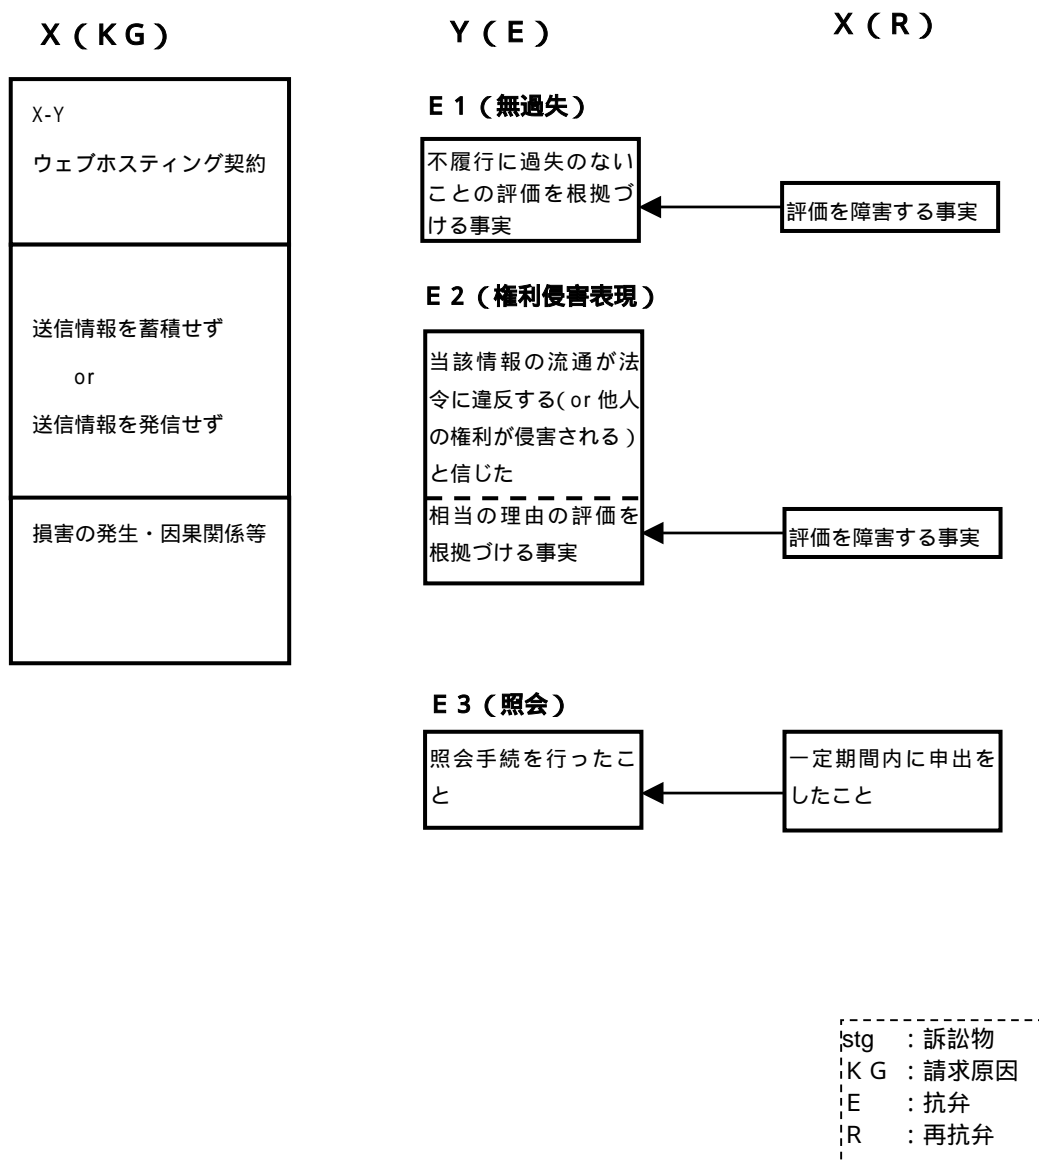 X（KG）
Y（E）
X（R）
X-Y
ウェブホスティング契約
送信情報を蓄積せず
or
送信情報を発信せず
損害の発生・因果関係等
E1（無過失）
不履行に過失のない
ことの評価を根拠づ
ける事実
評価を障害する事実
E2（権利侵害表現）
当該情報の流通が法
令に違反する（or 他人
の権利が侵害される）
と信じた
相当の理由の評価を
根拠づける事実
評価を障害する事実
E3（照会）
照会手続を行ったこ
と
一定期間内に申出を
したこと
stg ：訴訟物
KG ：請求原因
E ：抗弁
R ：再抗弁